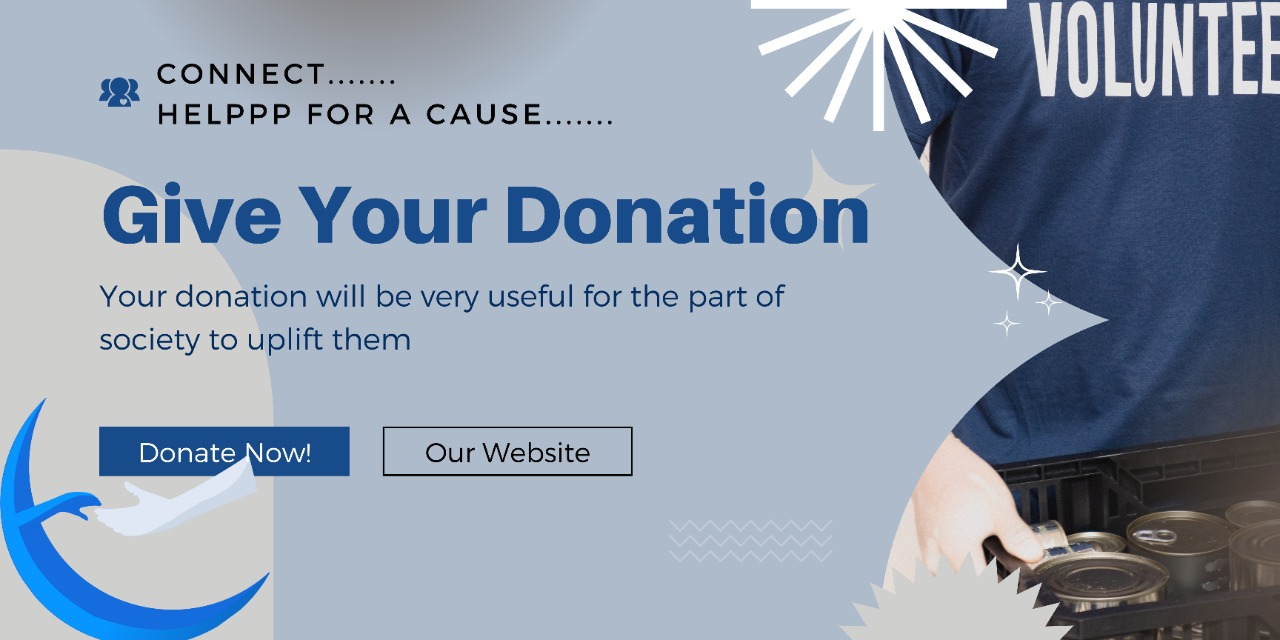 CONNECT.......
HELPPP FOR A CAUSE.......
VOLUNTEE
Give Your Donation
Your donation will be very useful for the part of
society to uplift them
Donate Now!
Our Website